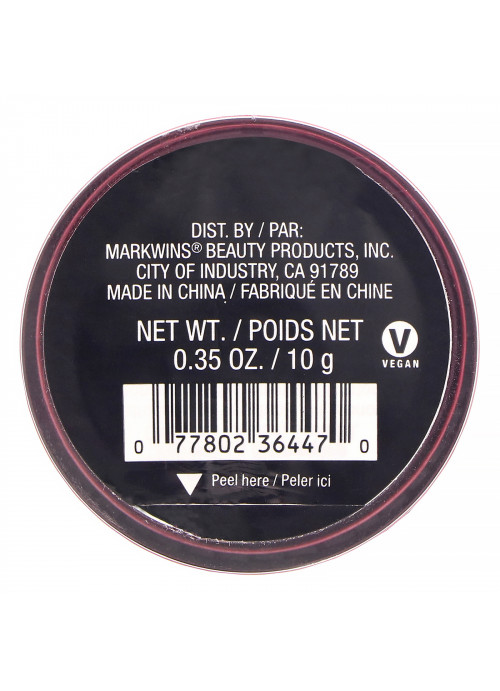 DIST. BY / PAR:
MARKWINS® BEAUTY PRODUCTS, INC.
CITY OF INDUSTRY, CA 91789
MADE IN CHINA / FABRIQUÉ EN CHINE
NET WT. / POIDS NET
0.35 OZ. / 10 g
V
VEGAN
0 77802 36447 0
Peel here / Peler ici